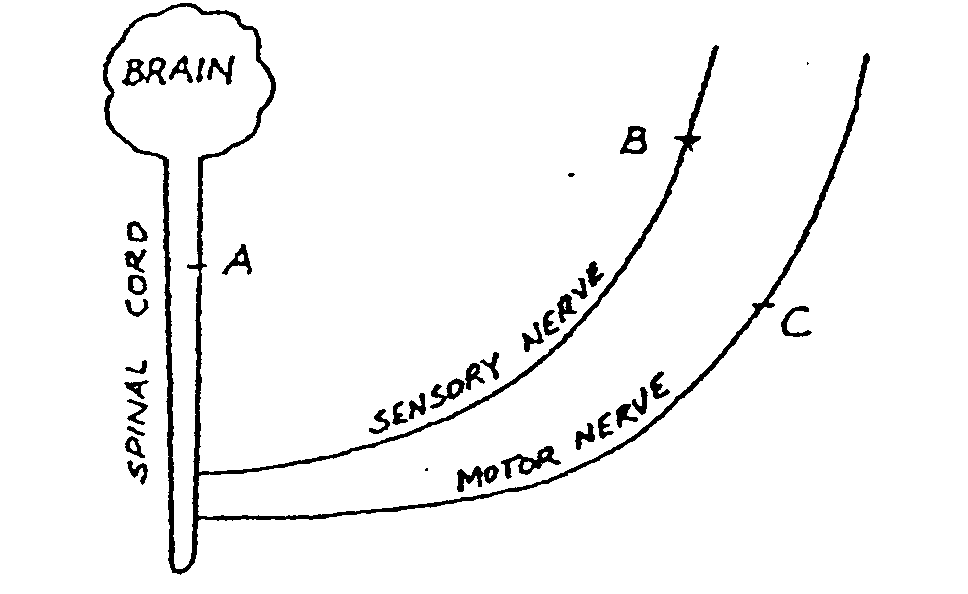 BRAIN
SPINAL CORD
A
B
C
SENSORY NERVE
MOTOR NERVE